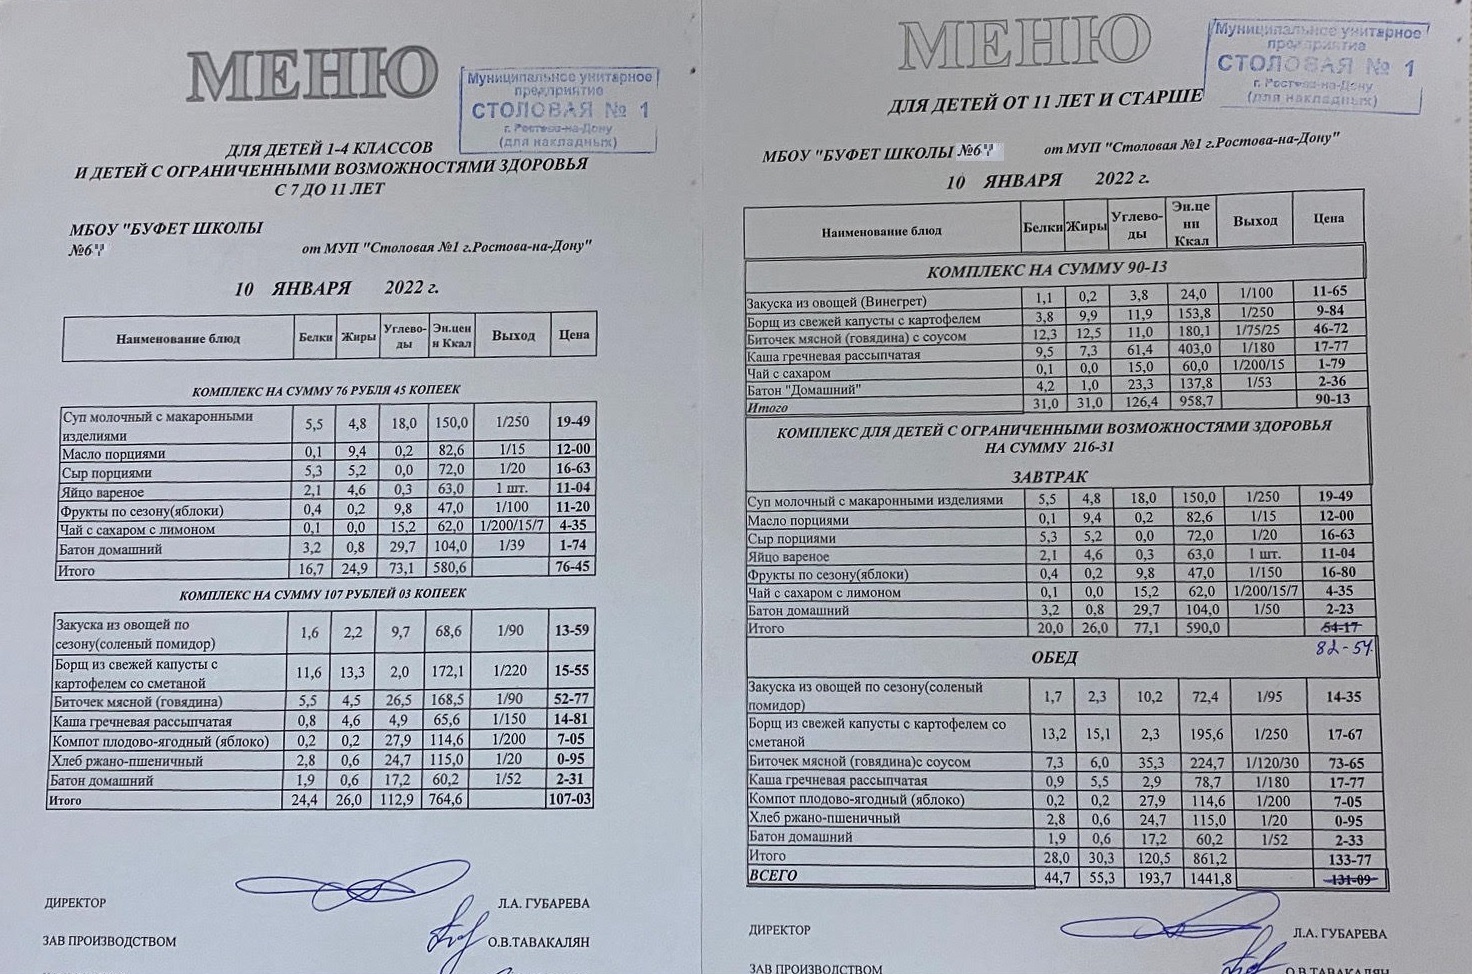 МЕНЮ
Муниципальное унитарное
предприятие
СТОЛОВАЯ № 1
г. Ростова-на-Дону
(для накладных)
ДЛЯ ДЕТЕЙ 1-4 КЛАССОВ
И ДЕТЕЙ С ОГРАНИЧЕННЫМИ ВОЗМОЖНОСТЯМИ ЗДОРОВЬЯ
С 7 ДО 11 ЛЕТ
МБОУ "БУФЕТ ШКОЛЫ
№6
от МУП "Столовая №1 г.Ростова-на-Дону"
10 ЯНВАРЯ 2022 г.
Наименование блюд Белки Жиры Углево-ды Эн.цен н Ккал Выход Цена
КОМПЛЕКС НА СУММУ 76 РУБЛЯ 45 КОПЕЕК
Суп молочный с макаронными
изделиями 5,5 4,8 18,0 150,0 1/250 19-49
Масло порциями 0,1 9,4 0,2 82,6 1/15 12-00
Сыр порциями 5,3 5,2 0,0 72,0 1/20 16-63
Яйцо вареное 2,1 4,6 0,3 63,0 1 шт. 11-04
Фрукты по сезону(яблоки) 0,4 0,2 9,8 47,0 1/100 11-20
Чай с сахаром с лимоном 0,1 0,0 15,2 62,0 1/200/15/7 4-35
Батон домашний 3,2 0,8 29,7 104,0 1/39 1-74
Итого 16,7 24,9 73,1 580,6 76-45
КОМПЛЕКС НА СУММУ 107 РУБЛЕЙ 03 КОПЕЕК
Закуска из овощей по
сезону(соленый помидор) 1,6 2,2 9,7 68,6 1/90 13-59
Борщ из свежей капусты с
картофелем со сметаной 11,6 13,3 2,0 172,1 1/220 15-55
Биточек мясной (говядина) 5,5 4,5 26,5 168,5 1/90 52-77
Каша гречневая рассыпчатая 0,8 4,6 4,9 65,6 1/150 14-81
Компот плодово-ягодный (яблоко) 0,2 0,2 27,9 114,6 1/200 7-05
Хлеб ржано-пшеничный 2,8 0,6 24,7 115,0 1/20 0-95
Батон домашний 1,9 0,6 17,2 60,2 1/52 2-31
Итого 24,4 26,0 112,9 764,6 107-03
ДИРЕКТОР Л.А. ГУБАРЕВА
ЗАВ ПРОИЗВОДСТВОМ О.В.ТАВАКАЛЯН
МЕНЮ
Муниципальное унитарное
предприятие
СТОЛОВАЯ № 1
г. Ростова-на-Дону
(для накладных)
ДЛЯ ДЕТЕЙ ОТ 11 ЛЕТ И СТАРШЕ
МБОУ "БУФЕТ ШКОЛЫ №6 от МУП "Столовая №1 г.Ростова-на-Дону"
10 ЯНВАРЯ 2022 г.
Наименование блюд Белки Жиры Углево-ды Эн.це нн Ккал Выход Цена
КОМПЛЕКС НА СУММУ 90-13
Закуска из овощей (Винегрет) 1,1 0,2 3,8 24,0 1/100 11-65
Борщ из свежей капусты с картофелем 3,8 9,9 11,9 153,8 1/250 9-84
Биточек мясной (говядина) с соусом 12,3 12,5 11,0 180,1 1/75/25 46-72
Каша гречневая рассыпчатая 9,5 7,3 61,4 403,0 1/180 17-77
Чай с сахаром 0,1 0,0 15,0 60,0 1/200/15 1-79
Батон "Домашний" 4,2 1,0 23,3 137,8 1/53 2-36
Итого 31,0 31,0 126,4 958,7 90-13
КОМПЛЕКС ДЛЯ ДЕТЕЙ С ОГРАНИЧЕННЫМИ ВОЗМОЖНОСТЯМИ ЗДОРОВЬЯ
НА СУММУ 216-31
ЗАВТРАК
Суп молочный с макаронными изделиями 5,5 4,8 18,0 150,0 1/250 19-49
Масло порциями 0,1 9,4 0,2 82,6 1/15 12-00
Сыр порциями 5,3 5,2 0,0 72,0 1/20 16-63
Яйцо вареное 2,1 4,6 0,3 63,0 1 шт. 11-04
Фрукты по сезону(яблоки) 0,4 0,2 9,8 47,0 1/150 16-80
Чай с сахаром с лимоном 0,1 0,0 15,2 62,0 1/200/15/7 4-35
Батон домашний 3,2 0,8 29,7 104,0 1/50 2-23
Итого 20,0 26,0 77,1 590,0 54-17
82-54
ОБЕД
Закуска из овощей по сезону(соленый
помидор) 1,7 2,3 10,2 72,4 1/95 14-35
Борщ из свежей капусты с картофелем со
сметаной 13,2 15,1 2,3 195,6 1/250 17-67
Биточек мясной (говядина)с соусом 7,3 6,0 35,3 224,7 1/120/30 73-65
Каша гречневая рассыпчатая 0,9 5,5 2,9 78,7 1/180 17-77
Компот плодово-ягодный (яблоко) 0,2 0,2 27,9 114,6 1/200 7-05
Хлеб ржано-пшеничный 2,8 0,6 24,7 115,0 1/20 0-95
Батон домашний 1,9 0,6 17,2 60,2 1/52 2-33
Итого 28,0 30,3 120,5 861,2 133-77
ВСЕГО 44,7 55,3 193,7 1441,8 131-09
ДИРЕКТОР Л.А. ГУБАРЕВА
ЗАВ ПРОИЗВОДСТВОМ О.В.ТАВАКАЛЯН